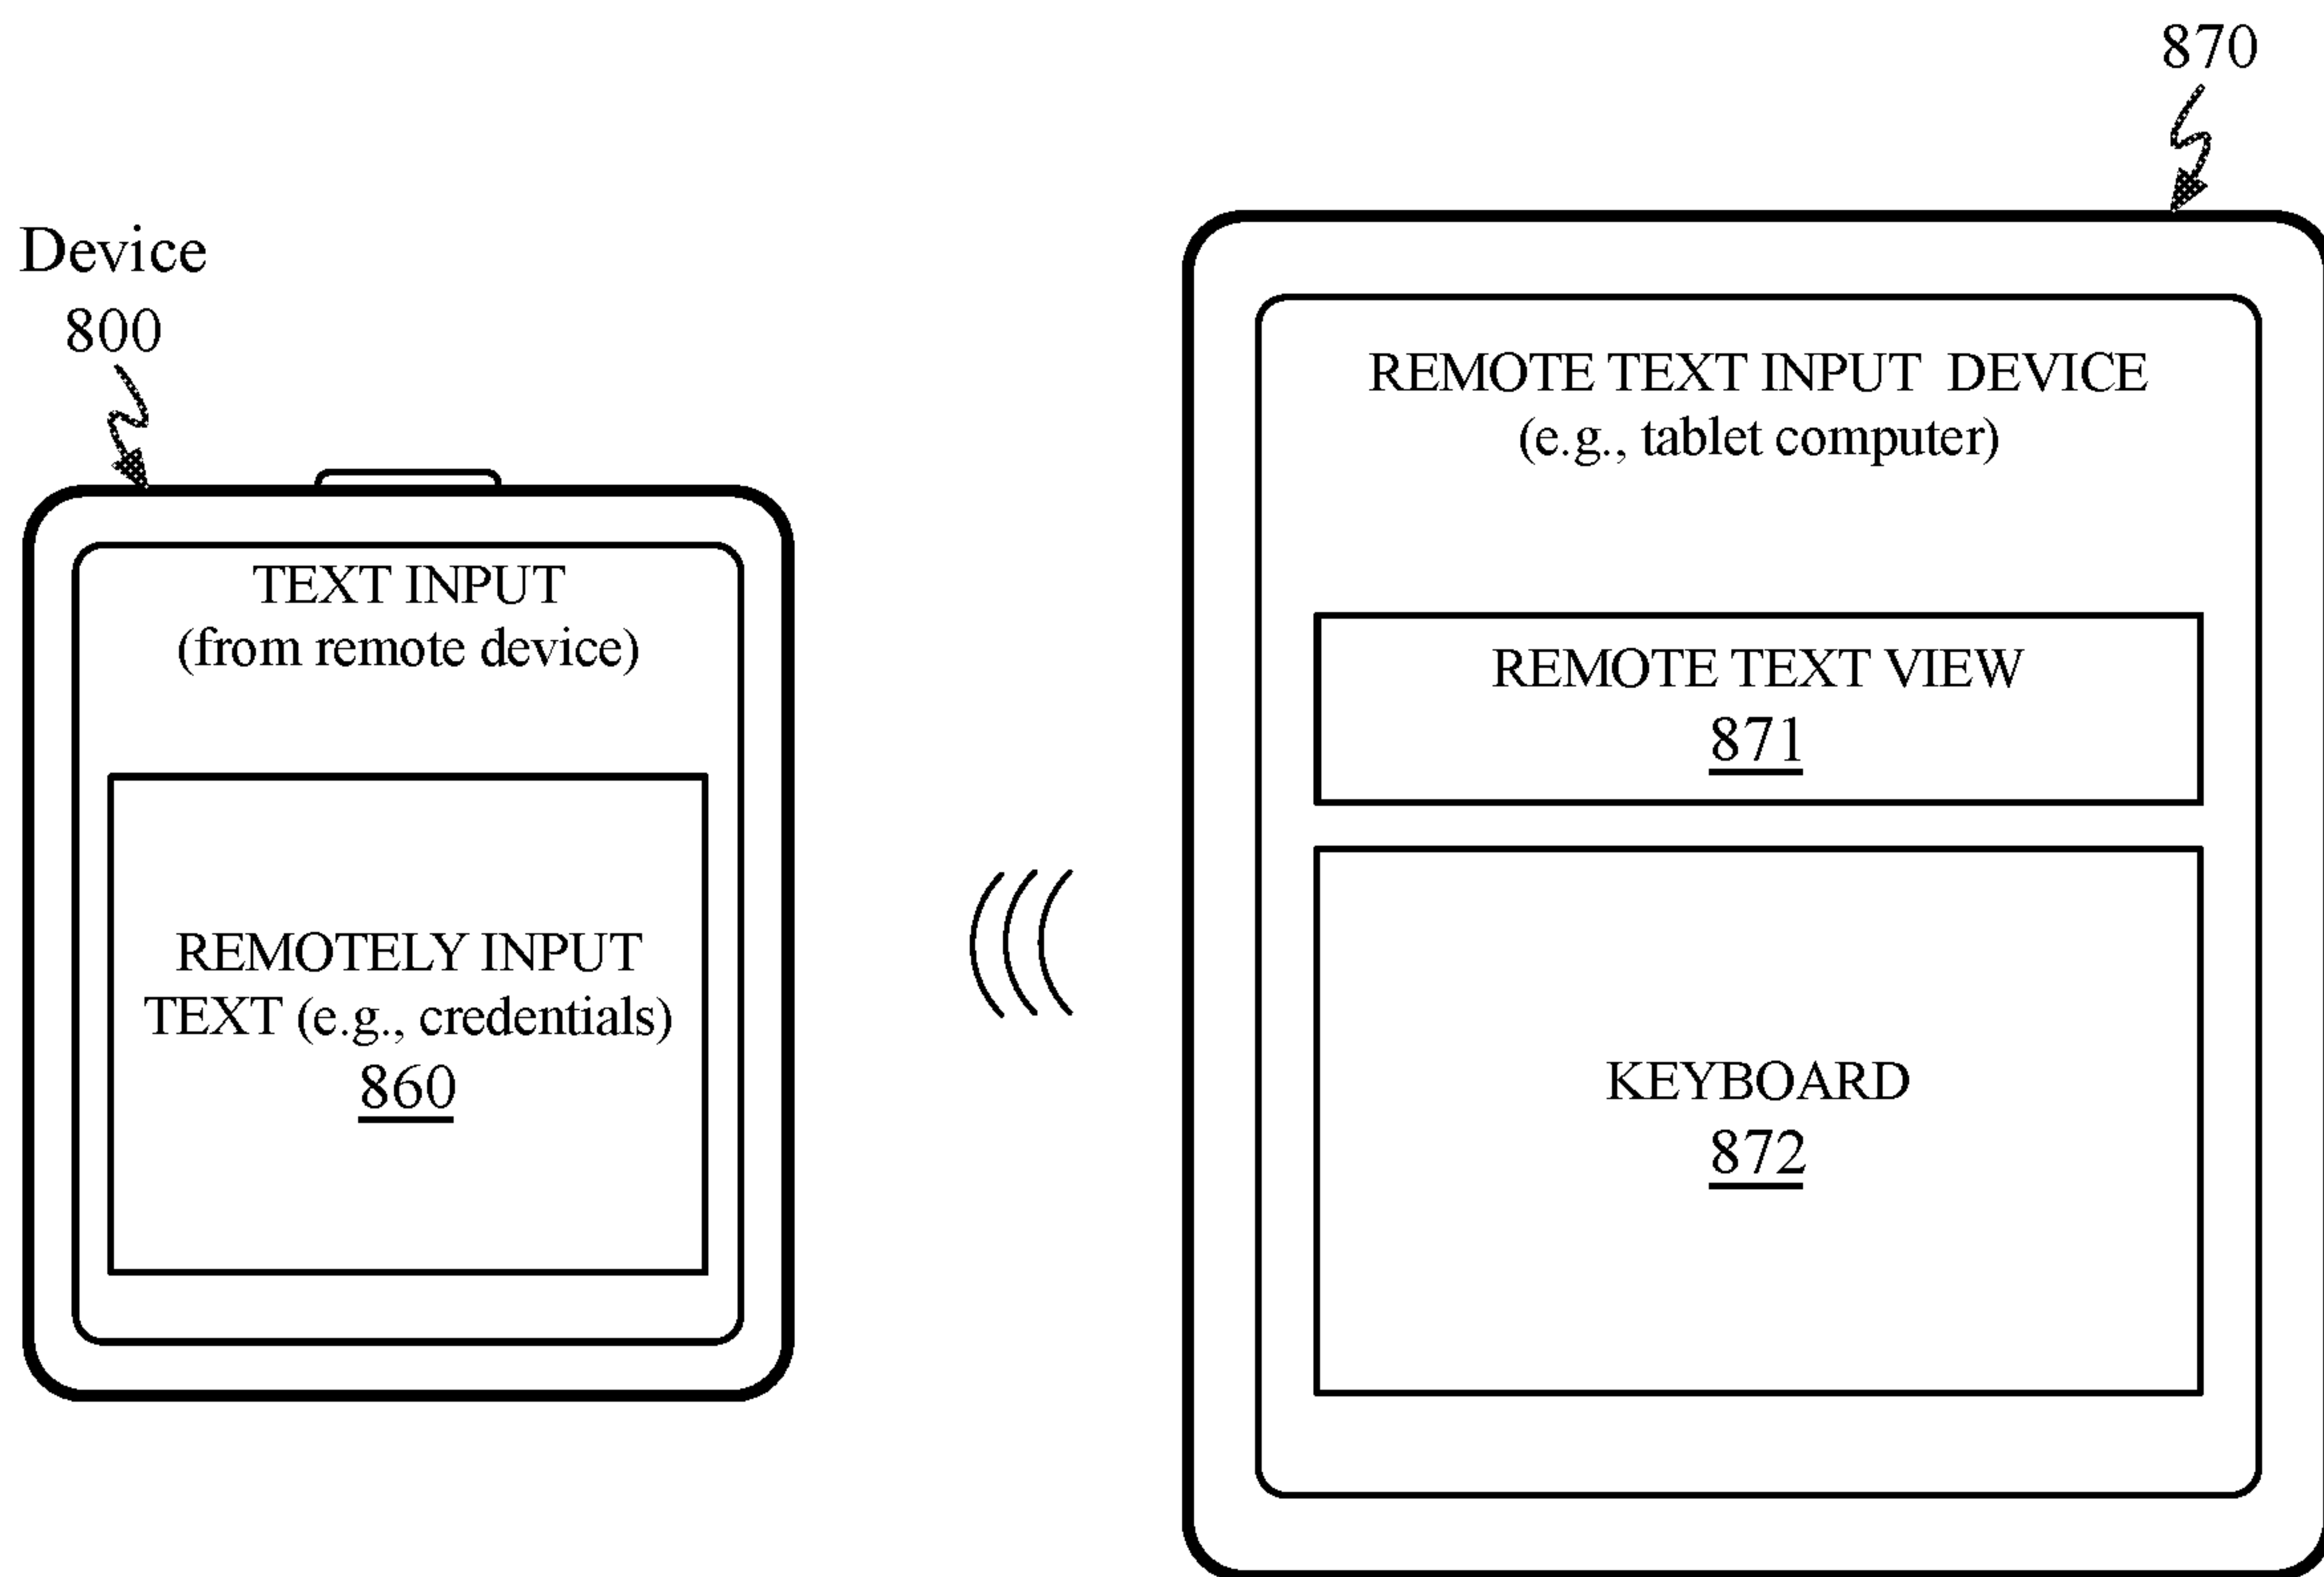 Device
800
TEXT INPUT
(from remote device)
REMOTELY INPUT
TEXT (e.g., credentials)
860
870
REMOTE TEXT INPUT DEVICE
(e.g., tablet computer)
REMOTE TEXT VIEW
871
KEYBOARD
872